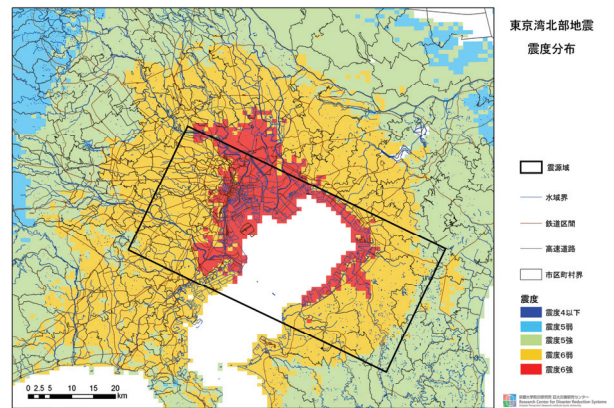 東京湾北部地震
震度分布
震源域
水域界
鉄道区間
高速道路
市区町村界
震度
震度4以下
震度5弱
震度5強
震度6弱
震度6強
0 2.5 5 10 15 20
km
Research Center for Disaster Reduction Systems